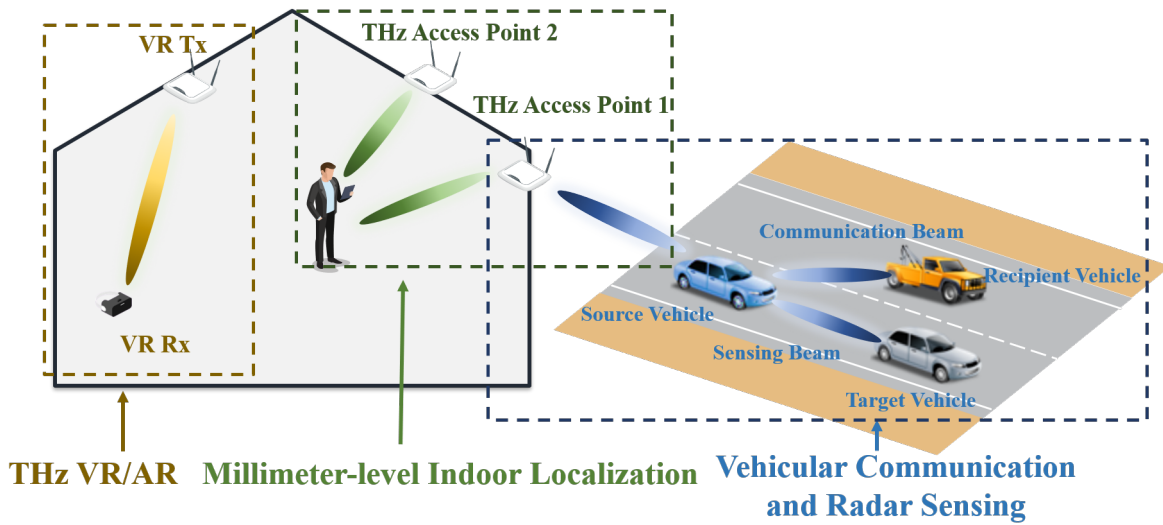 VR Tx
THz Access Point 2
THz Access Point 1
Communication Beam
Recipient Vehicle
Source Vehicle
VR Rx
Sensing Beam
Target Vehicle
THz VR/AR
Millimeter-level Indoor Localization
Vehicular Communication
and Radar Sensing